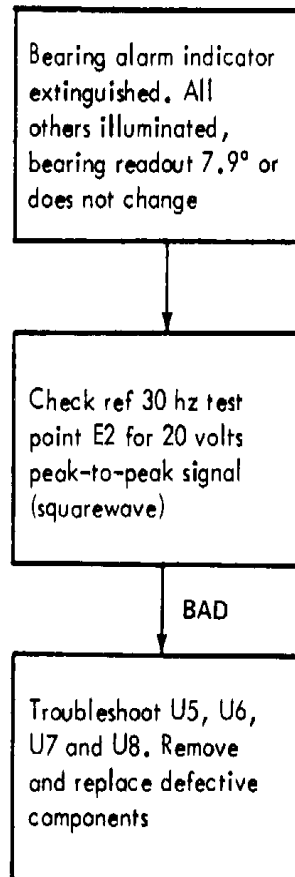 Bearing alarm indicator
extinguished. All
others illuminated,
bearing readout 7.9° or
does not change
Check ref 30 hz test
point E2 for 20 volts
peak-to-peak signal
(squarewave)
BAD
Troubleshoot U5, U6,
U7 and U8. Remove
and replace defective
components